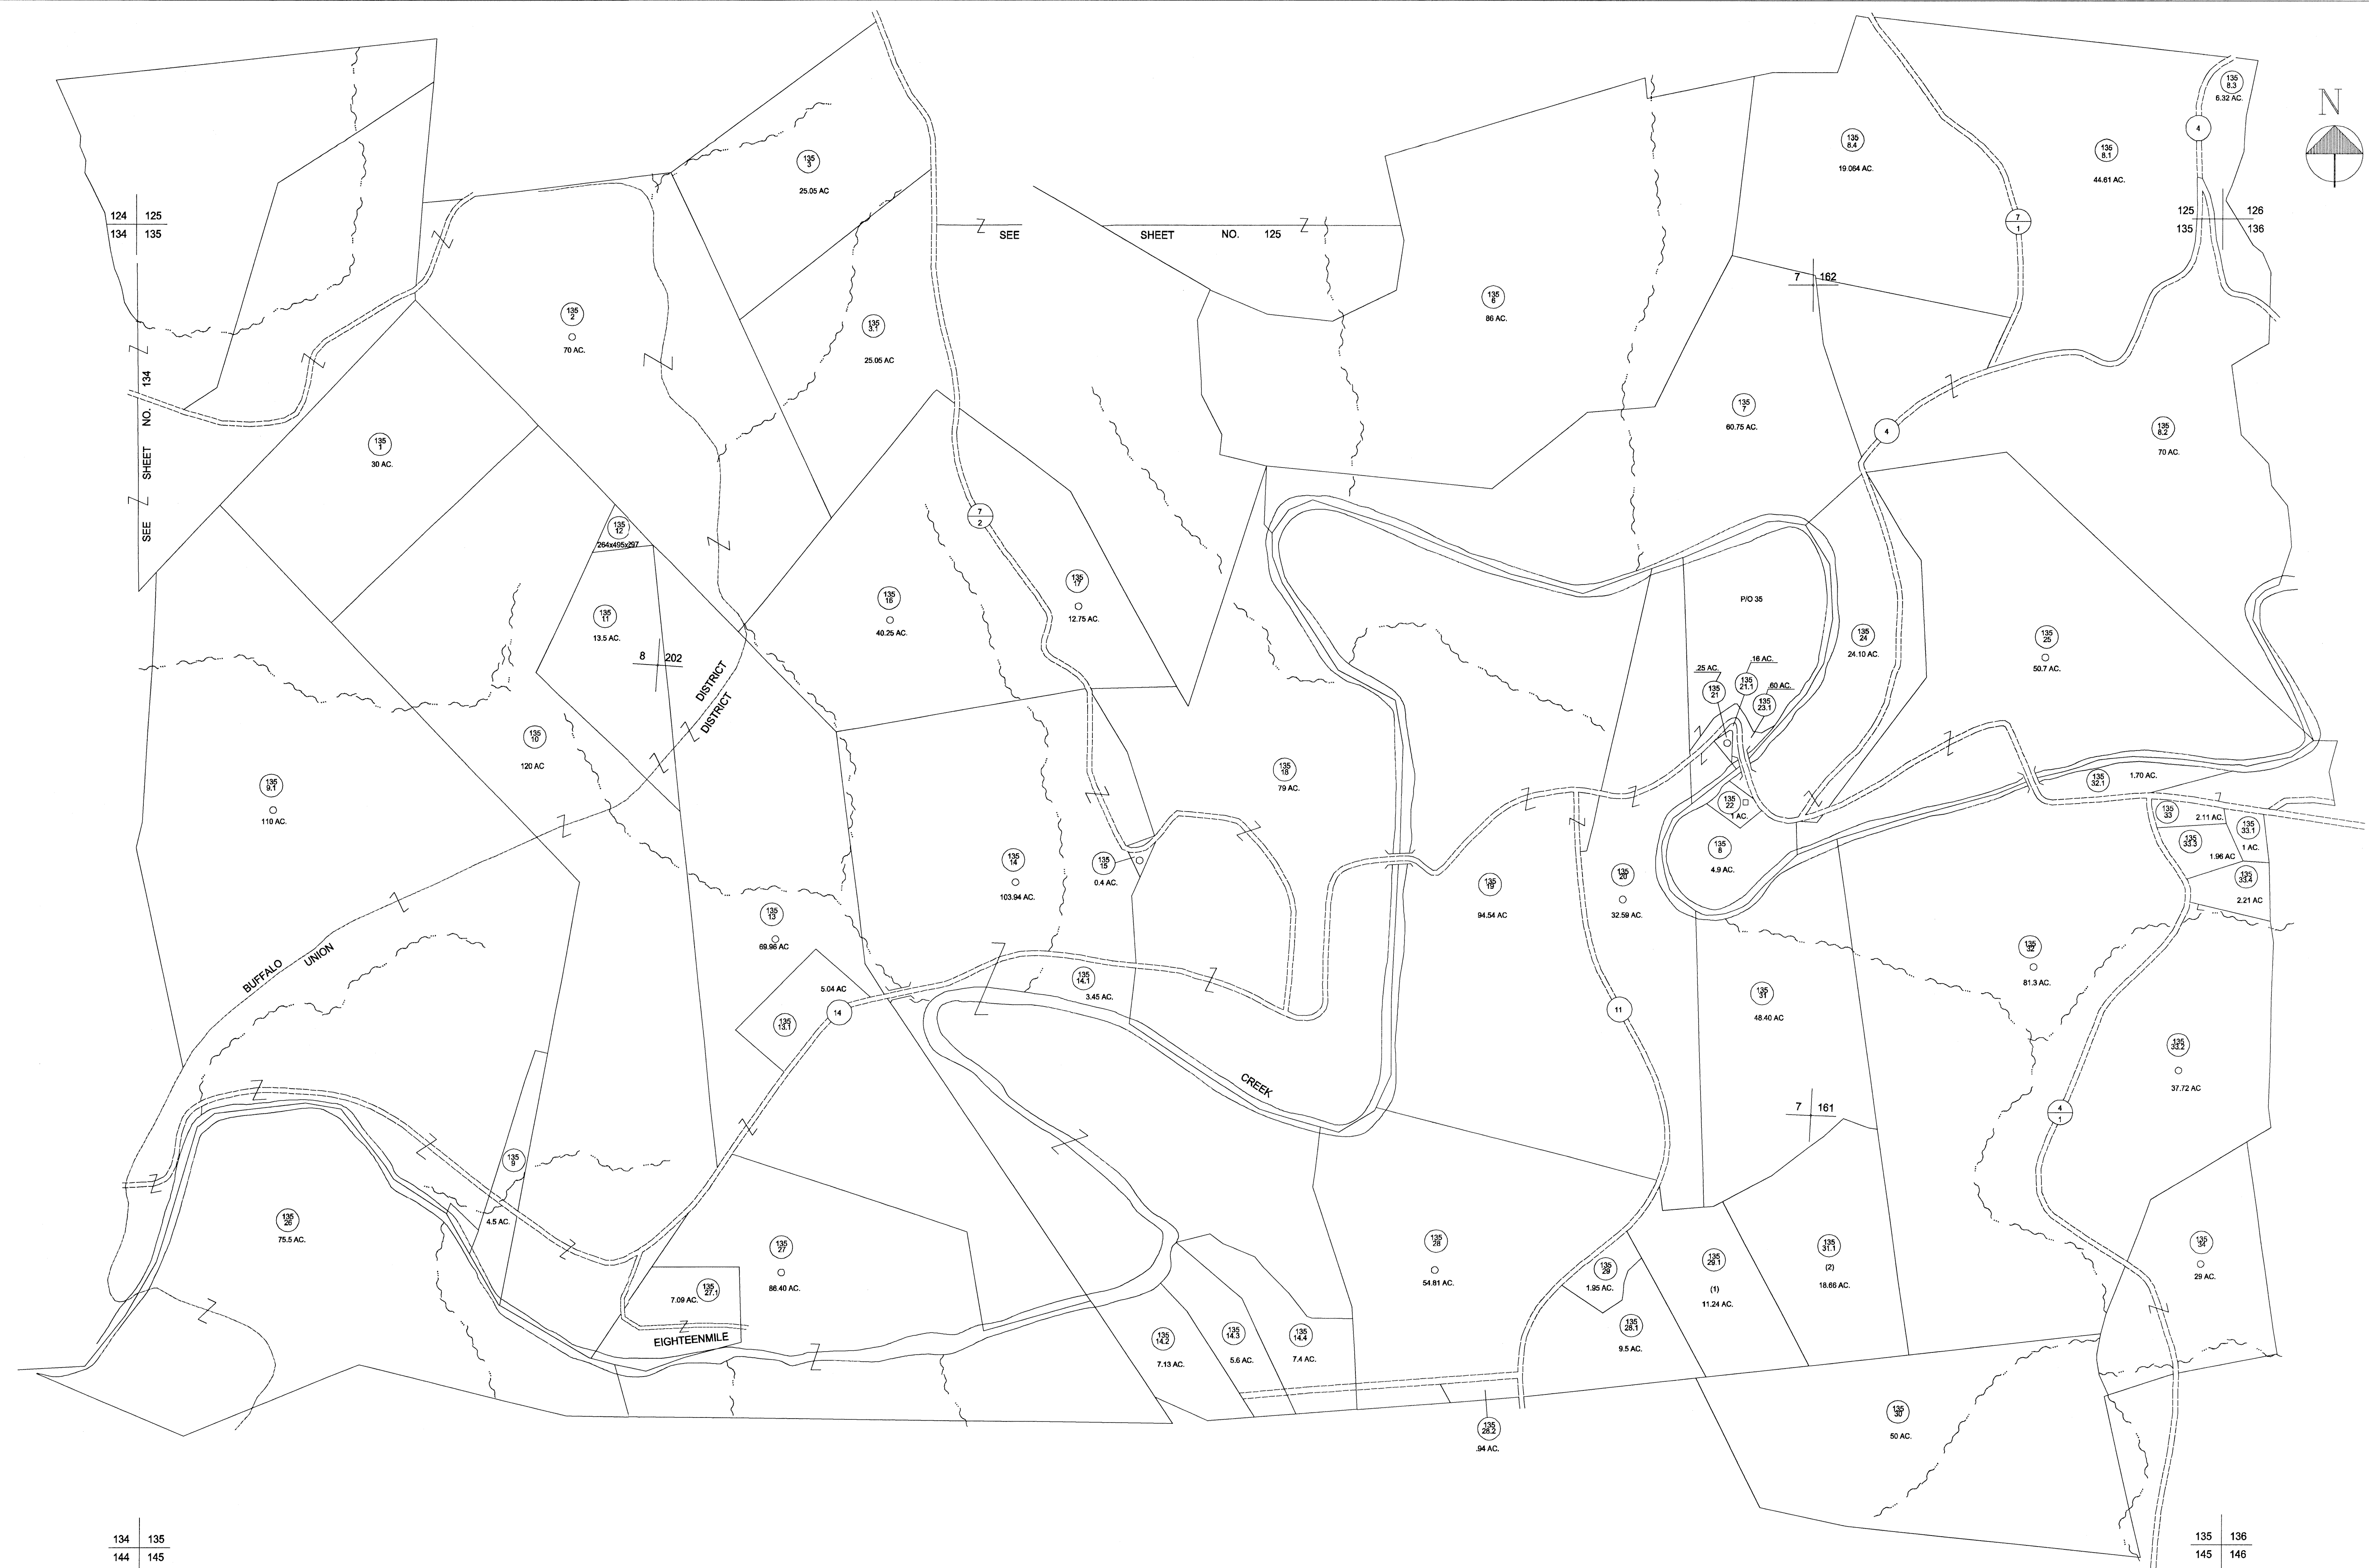 N
135
8.3
6.32 AC.
4
135
8.4
19.064 AC.
135
8.1
44.61 AC.
135
3
25.05 AC
124 125
134 135
SEE SHEET NO. 125
7
1
125 126
135 136
7 162
135
2
70 AC.
135
3.1
25.05 AC
135
6
86 AC.
SEE SHEET NO. 134
135
1
30 AC.
135
7
60.75 AC.
4
135
8.2
70 AC.
135
12
264x495x297
7
2
135
11
13.5 AC.
8 202
135
16
40.25 AC.
135
17
12.75 AC.
P/O 35
135
24
24.10 AC.
135
25
50.7 AC.
.25 AC.
135
21
.16 AC.
135
21.1
.60 AC.
135
23.1
DISTRICT
DISTRICT
135
10
120 AC
135
9.1
110 AC.
135
18
79 AC.
135
32.1
1.70 AC.
135
22
1 AC.
135
33
2.11 AC.
135
33.1
1 AC.
135
33.3
1.96 AC
135
33.4
2.21 AC
135
8
4.9 AC.
135
14
103.94 AC.
135
15
0.4 AC.
135
19
94.54 AC
135
20
32.59 AC.
135
13
69.96 AC
135
32
81.3 AC.
BUFFALO
UNION
135
14.1
3.45 AC.
5.04 AC
135
13.1
14
11
135
31
48.40 AC
135
33.2
37.72 AC
CREEK
7 161
4
1
135
9
4.5 AC.
135
26
75.5 AC.
135
27
86.40 AC.
135
27.1
7.09 AC.
EIGHTEENMILE
135
28
54.81 AC.
135
29
1.95 AC.
135
29.1
(1)
11.24 AC.
135
31.1
(2)
18.66 AC.
135
34
29 AC.
135
14.2
7.13 AC.
135
14.3
5.6 AC.
135
14.4
7.4 AC.
135
28.1
9.5 AC.
135
28.2
.94 AC.
135
30
50 AC.
134 135
144 145
135 136
145 146